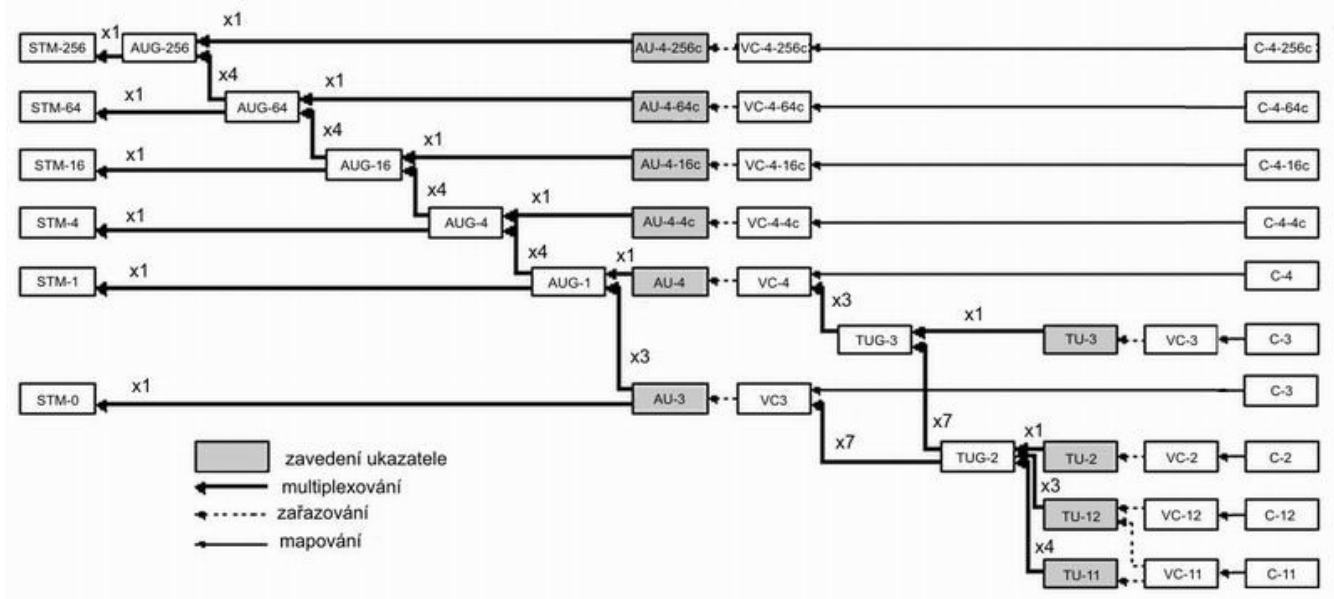 x1 x1
STM-256 AUG-256 AU-4-256c VC-4-256c C-4-256c
x4 x1
x1
STM-64 AUG-64 AU-4-64c VC-4-64c C-4-64c
x4 x1
x1
STM-16 AUG-16 AU-4-16c VC-4-16c C-4-16c
x4 x1
x1
STM-4 AUG-4 AU-4-4c VC-4-4c C-4-4c
x4 x1
x1
STM-1 AUG-1 AU-4 VC-4 C-4
x3 x1
TUG-3 TU-3 VC-3 C-3
x3
x1
STM-0 AU-3 VC3 C-3
x7 x1
x7
TUG-2 TU-2 VC-2 C-2
x3
TU-12 VC-12 C-12
x4
TU-11 VC-11 C-11
zavedení ukazatele
multiplexování
zařazování
mapování